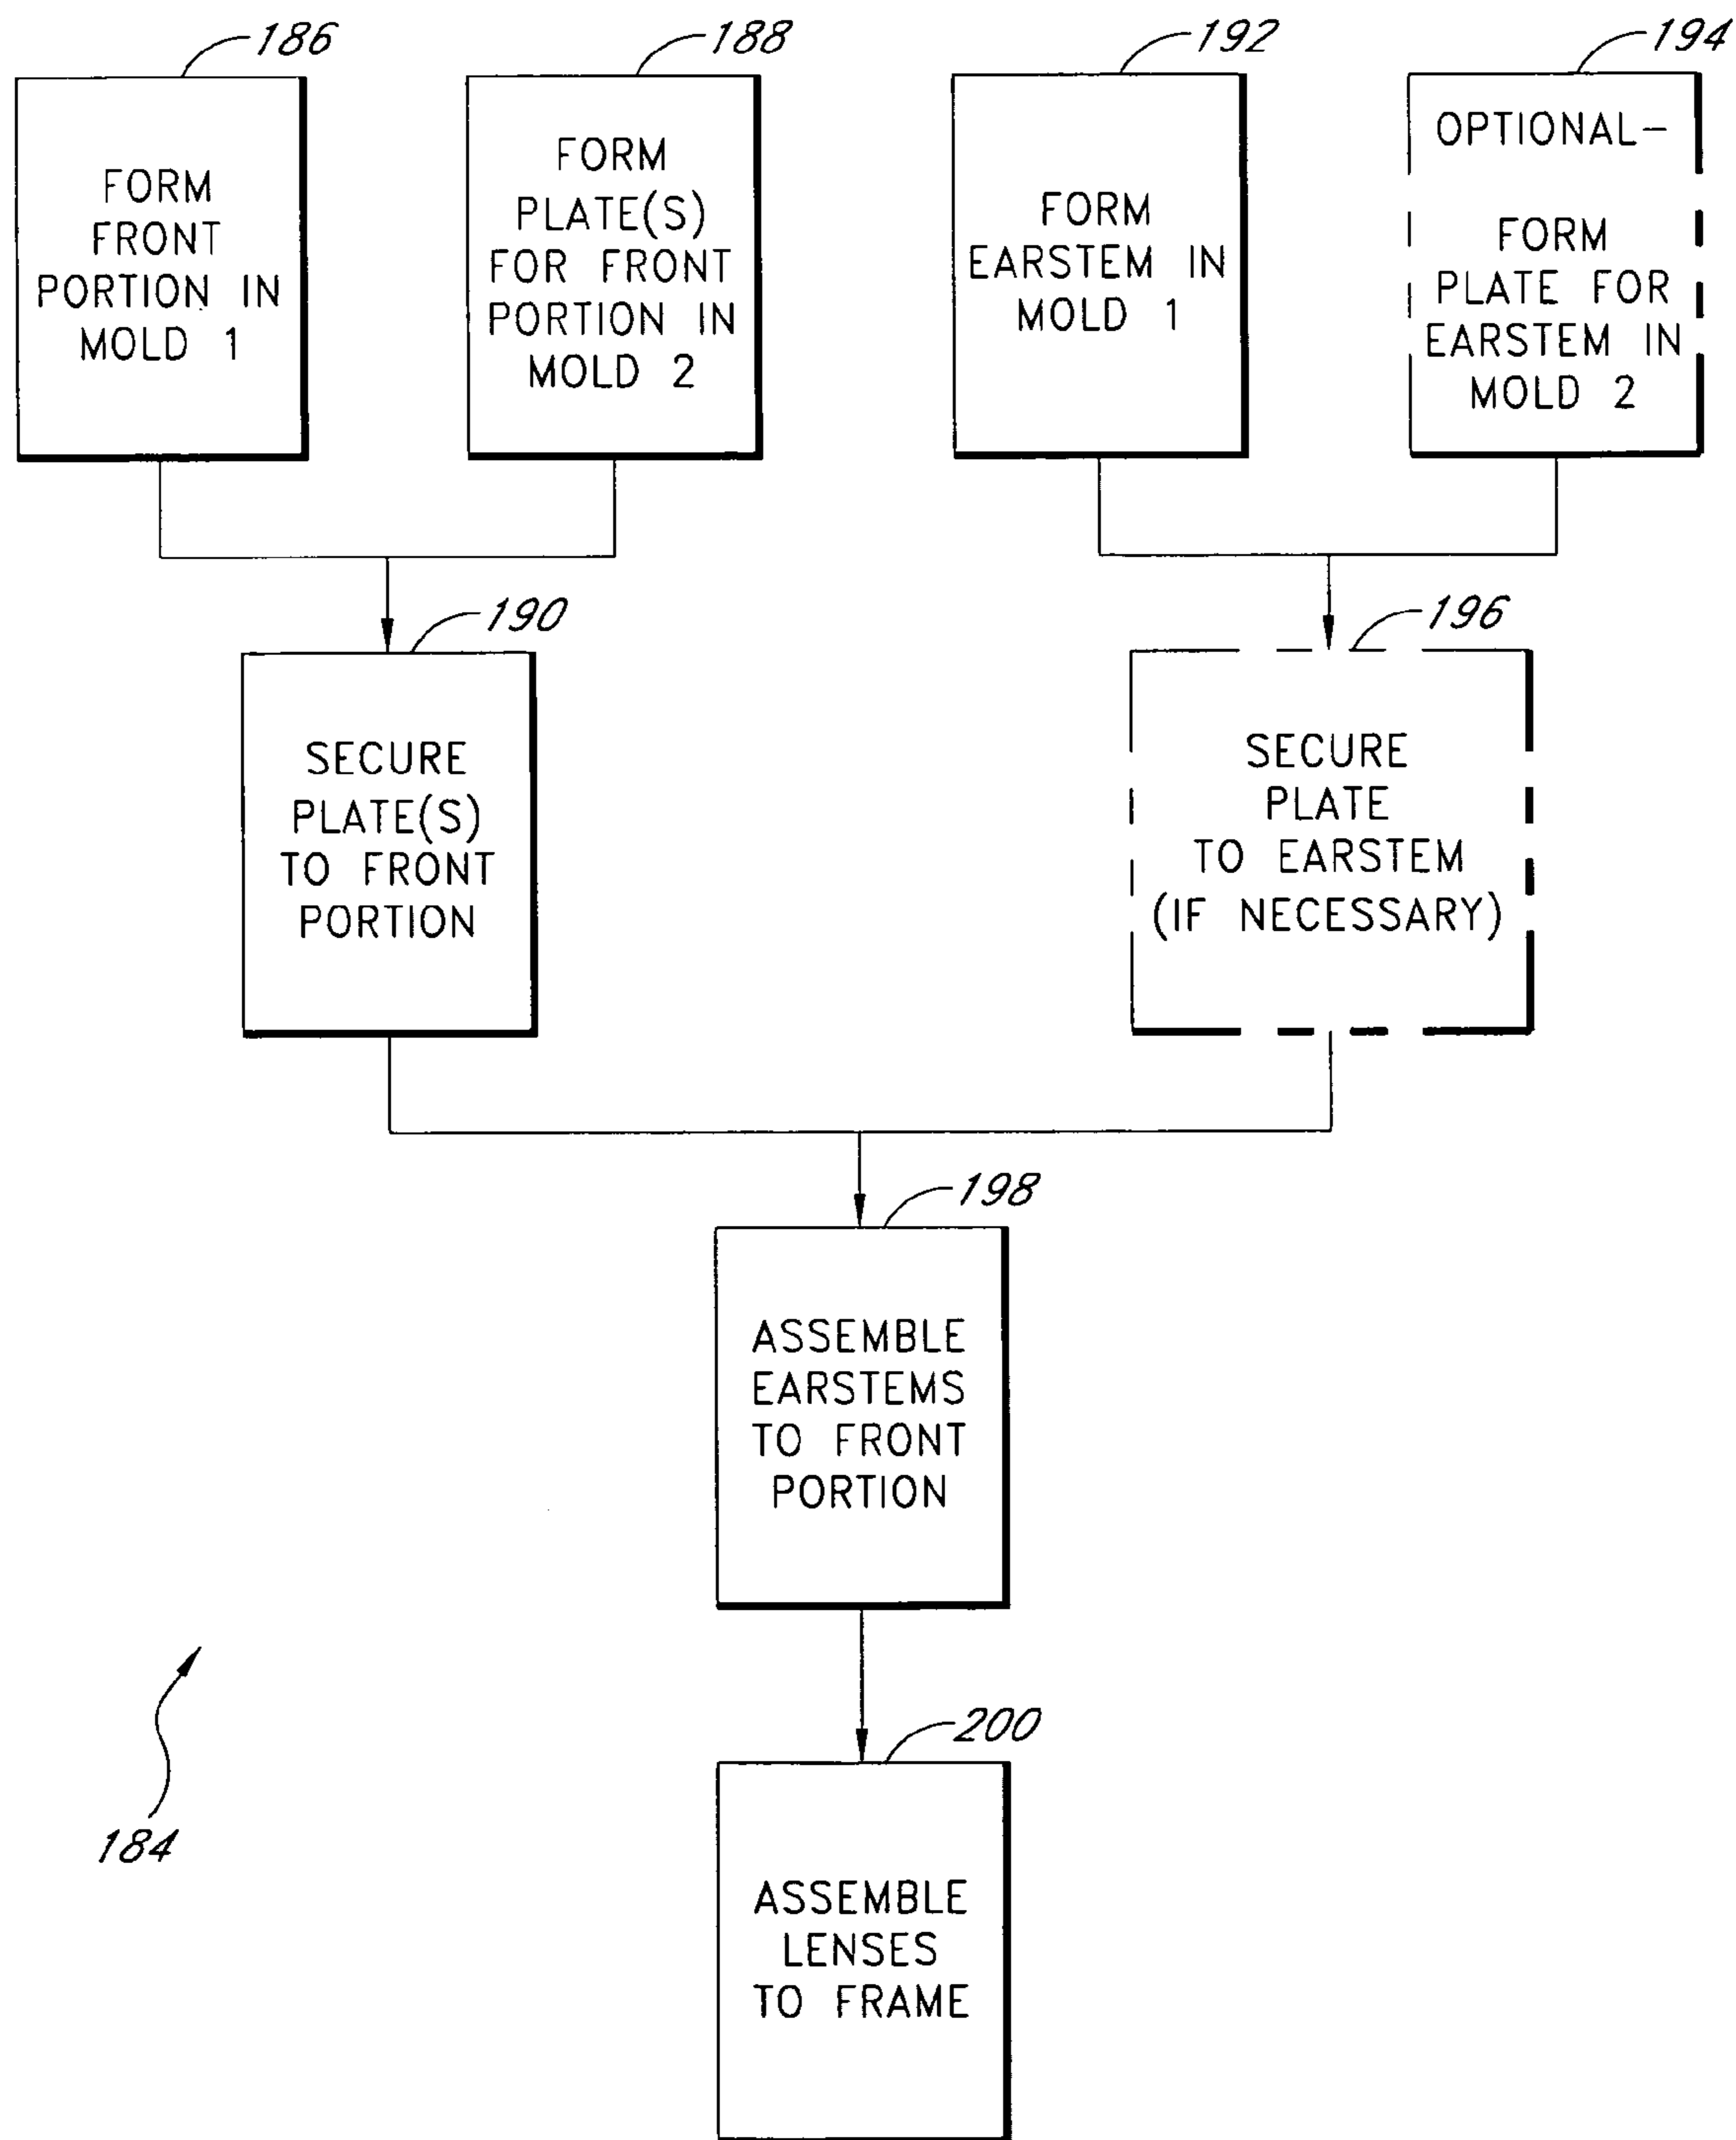 186
FORM
FRONT
PORTION IN
MOLD 1
188
FORM
PLATE(S)
FOR FRONT
PORTION IN
MOLD 2
192
FORM
EARSTEM IN
MOLD 1
194
OPTIONAL-
FORM
PLATE FOR
EARSTEM IN
MOLD 2
190
SECURE
PLATE(S)
TO FRONT
PORTION
196
SECURE
PLATE
TO EARSTEM
(IF NECESSARY)
198
ASSEMBLE
EARSTEMS
TO FRONT
PORTION
184
200
ASSEMBLE
LENSES
TO FRAME